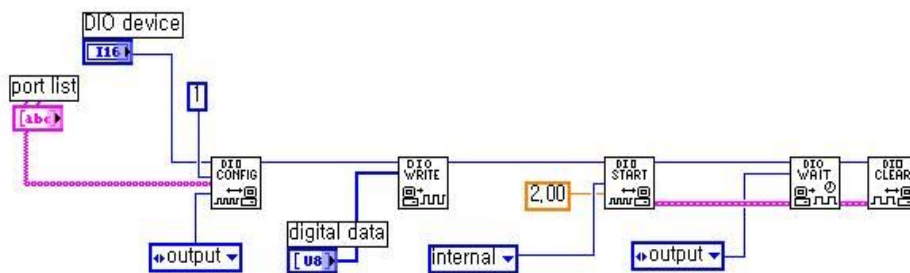 DIO device
I16
port list
[abc]
1
DIO
CONFIG
DIO
WRITE
DIO
START
DIO
WAIT
DIO
CLEAR
2,00
digital data
[U8]
output
internal
output